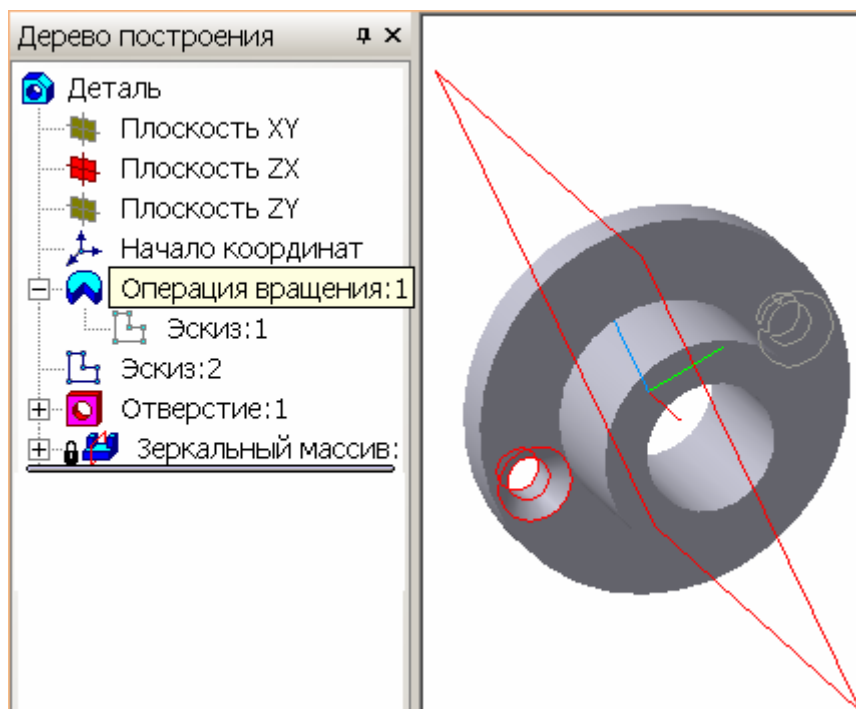 Дерево построения
Деталь
Плоскость XY
Плоскость ZX
Плоскость ZY
Начало координат
Операция вращения:1
Эскиз:1
Эскиз:2
Отверстие:1
Зеркальный массив: